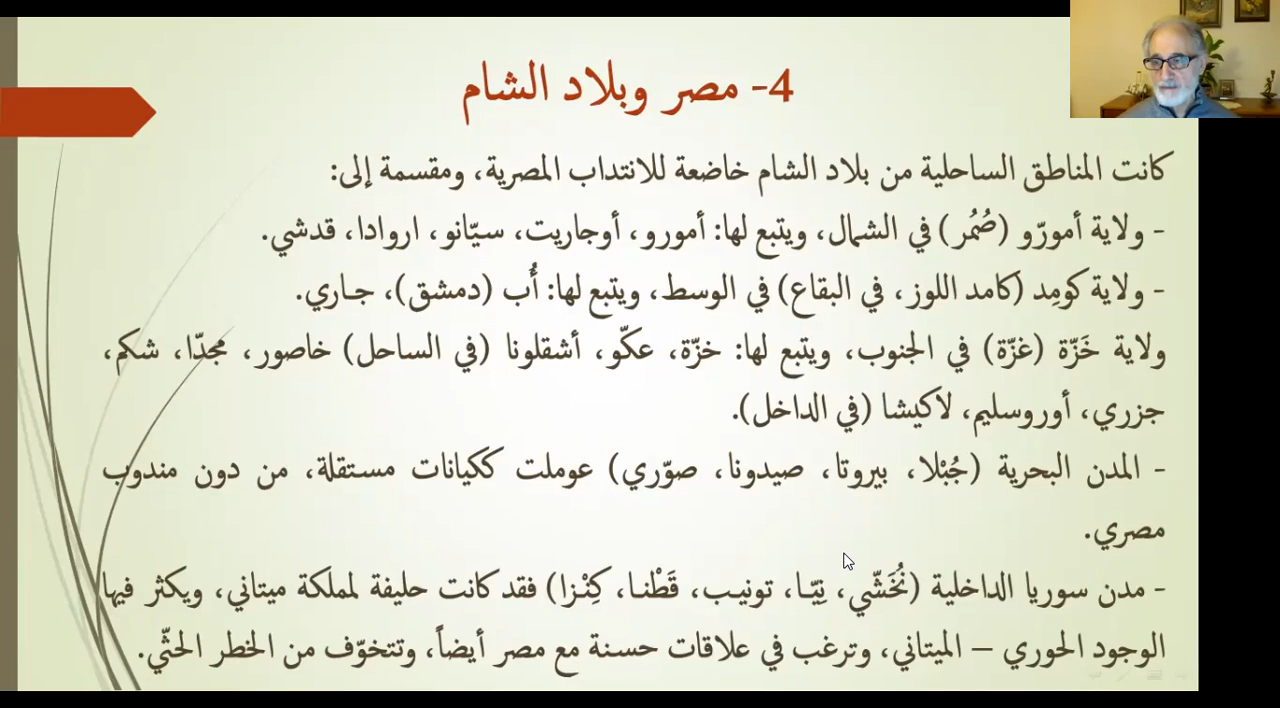 4- مصر وبلاد الشام
كانت المناطق الساحلية من بلاد الشام خاضعة للانتداب المصرية، ومقسمة إلى:
- ولاية أمورّو (صُمُر) في الشمال، ويتبع لها: أمورو، أوجاريت، سيّانو، اروادا، قدشي.
- ولاية كومِد (كامد اللوز، في البقاع) في الوسط، ويتبع لها: أُب (دمشق)، جاري.
ولاية خَزّة (غزّة) في الجنوب، ويتبع لها: خزّة، عكّو، أشقلونا (في الساحل) خاصور، مجدّا، شكم،
جزري، أوروسليم، لاكيشا (في الداخل).
- المدن البحرية (جُبْلا، بيروتا، صيدونا، صوّري) عوملت ككيانات مستقلة، من دون مندوب
مصري.
- مدن سوريا الداخلية (نُخَشّي، نِيّا، تونيب، قَطْنا، كِنْزا) فقد كانت حليفة لمملكة ميتاني، ويكثر فيها
الوجود الحوري – الميتاني، وترغب في علاقات حسنة مع مصر أيضاً، وتتخوّف من الخطر الحثّي.